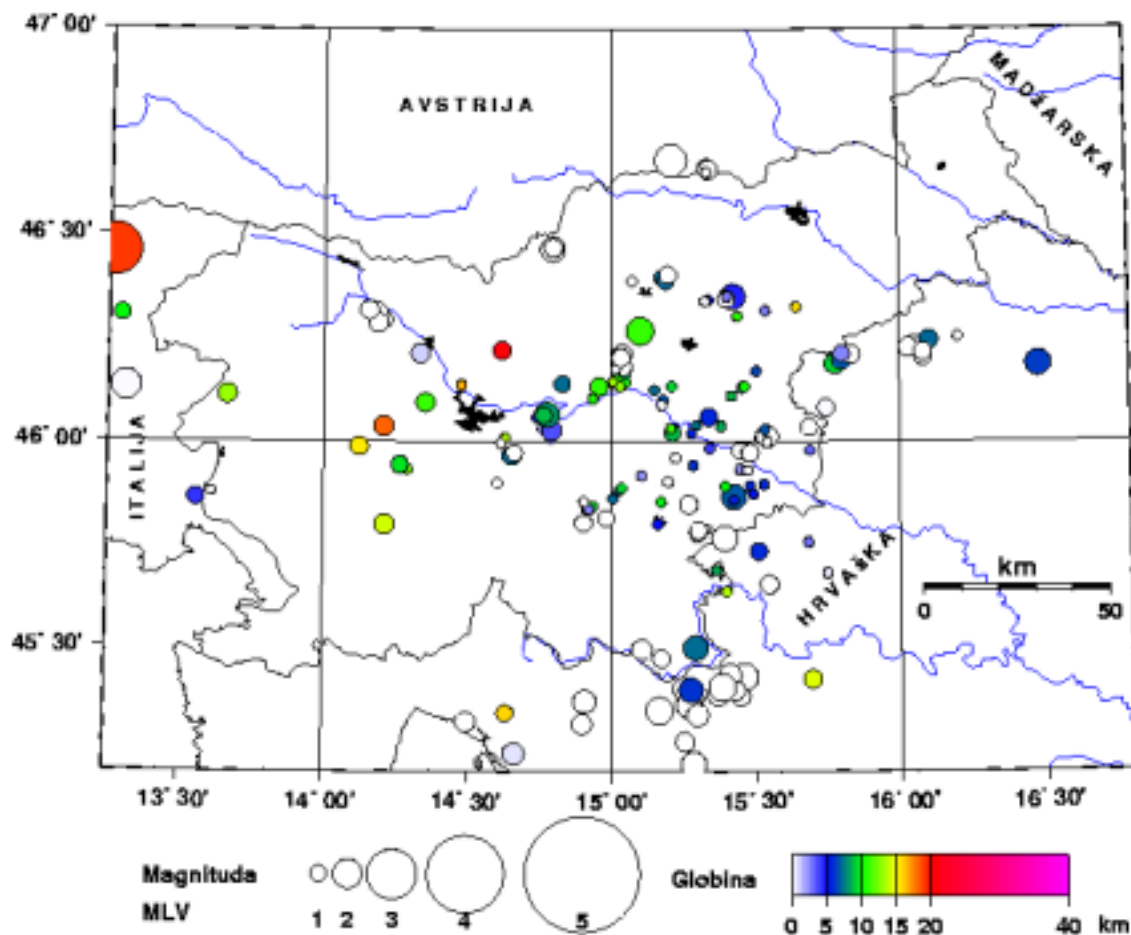 47° 00'
AVSTRIJA
MADžARSKA
46° 30'
46° 00'
ITALIJA
HRVAšKA
km
0 50
45° 30'
13° 30' 14° 00' 14° 30' 15° 00' 15° 30' 16° 00' 16° 30'
Magnituda
MLV
1 2 3 4 5
Globina
0 5 10 15 20 40 km